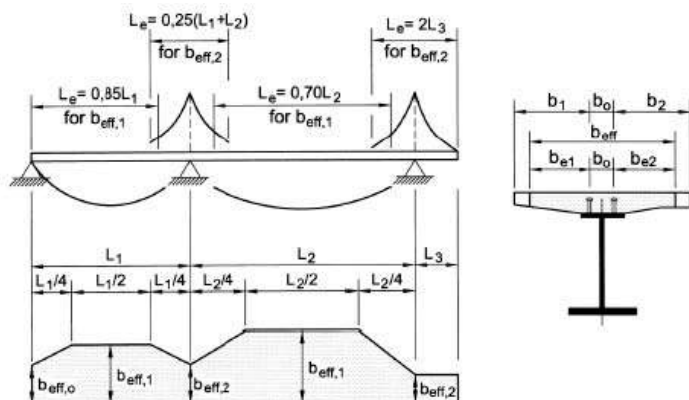 Le= 0,25(L1+L2)
for beff,2
Le= 2L3
for beff,2
Le= 0,85L1
for beff,1
Le= 0,70L2
for beff,1
b1 bo b2
beff
be1 bo be2
L1 L2 L3
L1/4 L1/2 L1/4 L2/4 L2/2 L2/4
beff,o beff,1 beff,2 beff,1 beff,2